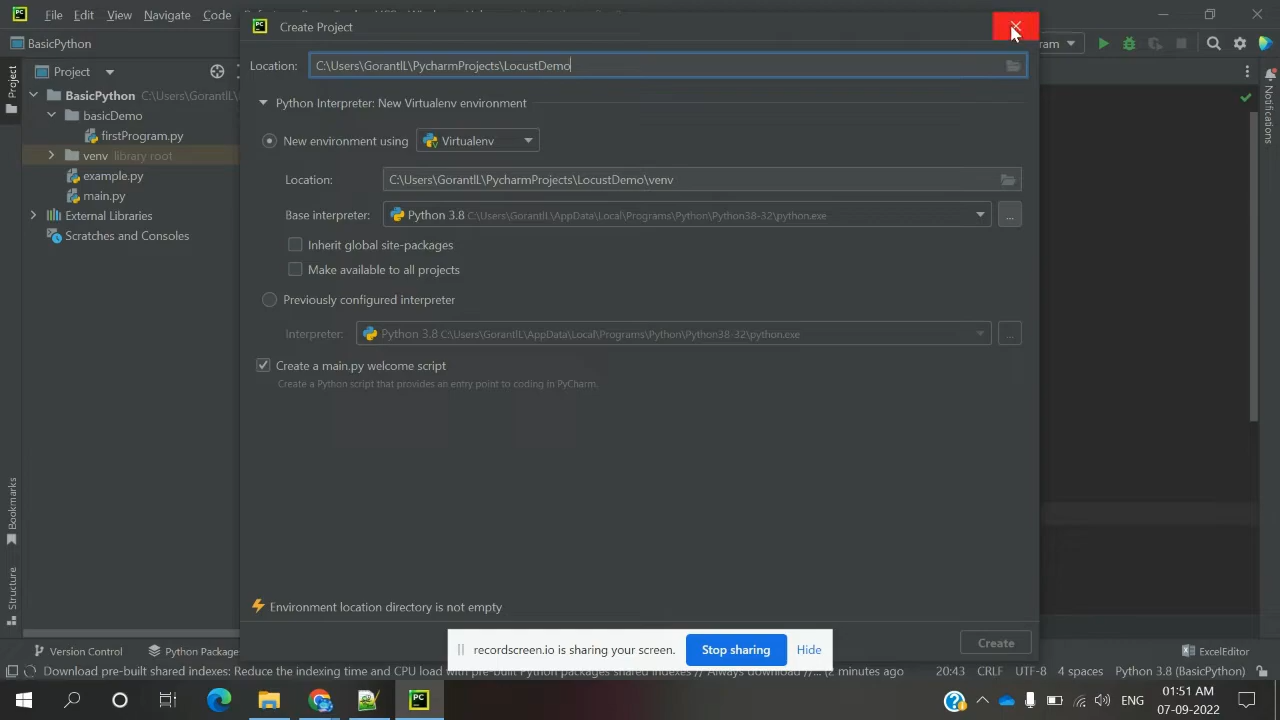 File Edit View Navigate Code
Create Project
BasicPython
Location: C:\Users\GorantlL\PycharmProjects\LocustDemo
Project
BasicPython C:\Users\GorantlL\
Python Interpreter: New Virtualenv environment
basicDemo
firstProgram.py
New environment using Virtualenv
venv library root
example.py
Location: C:\Users\GorantlL\PycharmProjects\LocustDemo\venv
main.py
External Libraries
Base interpreter: Python 3.8 C:\Users\GorantlL\AppData\Local\Programs\Python\Python38-32\python.exe ...
Scratches and Consoles
Inherit global site-packages
Make available to all projects
Previously configured interpreter
Interpreter: Python 3.8 C:\Users\GorantlL\AppData\Local\Programs\Python\Python38-32\python.exe ...
Create a main.py welcome script
Create a Python script that provides an entry point to coding in PyCharm.
Notifications
Bookmarks
Structure
Environment location directory is not empty
recordscreen.io is sharing your screen. Stop sharing Hide
Create
Version Control Python Package ExcelEditor
Download pre-built shared indexes: Reduce the indexing time and CPU load with pre-built Python packages shared indexes // Always download // ... (2 minutes ago) 20:43 CRLF UTF-8 4 spaces Python 3.8 (BasicPython)
ENG
01:51 AM
07-09-2022